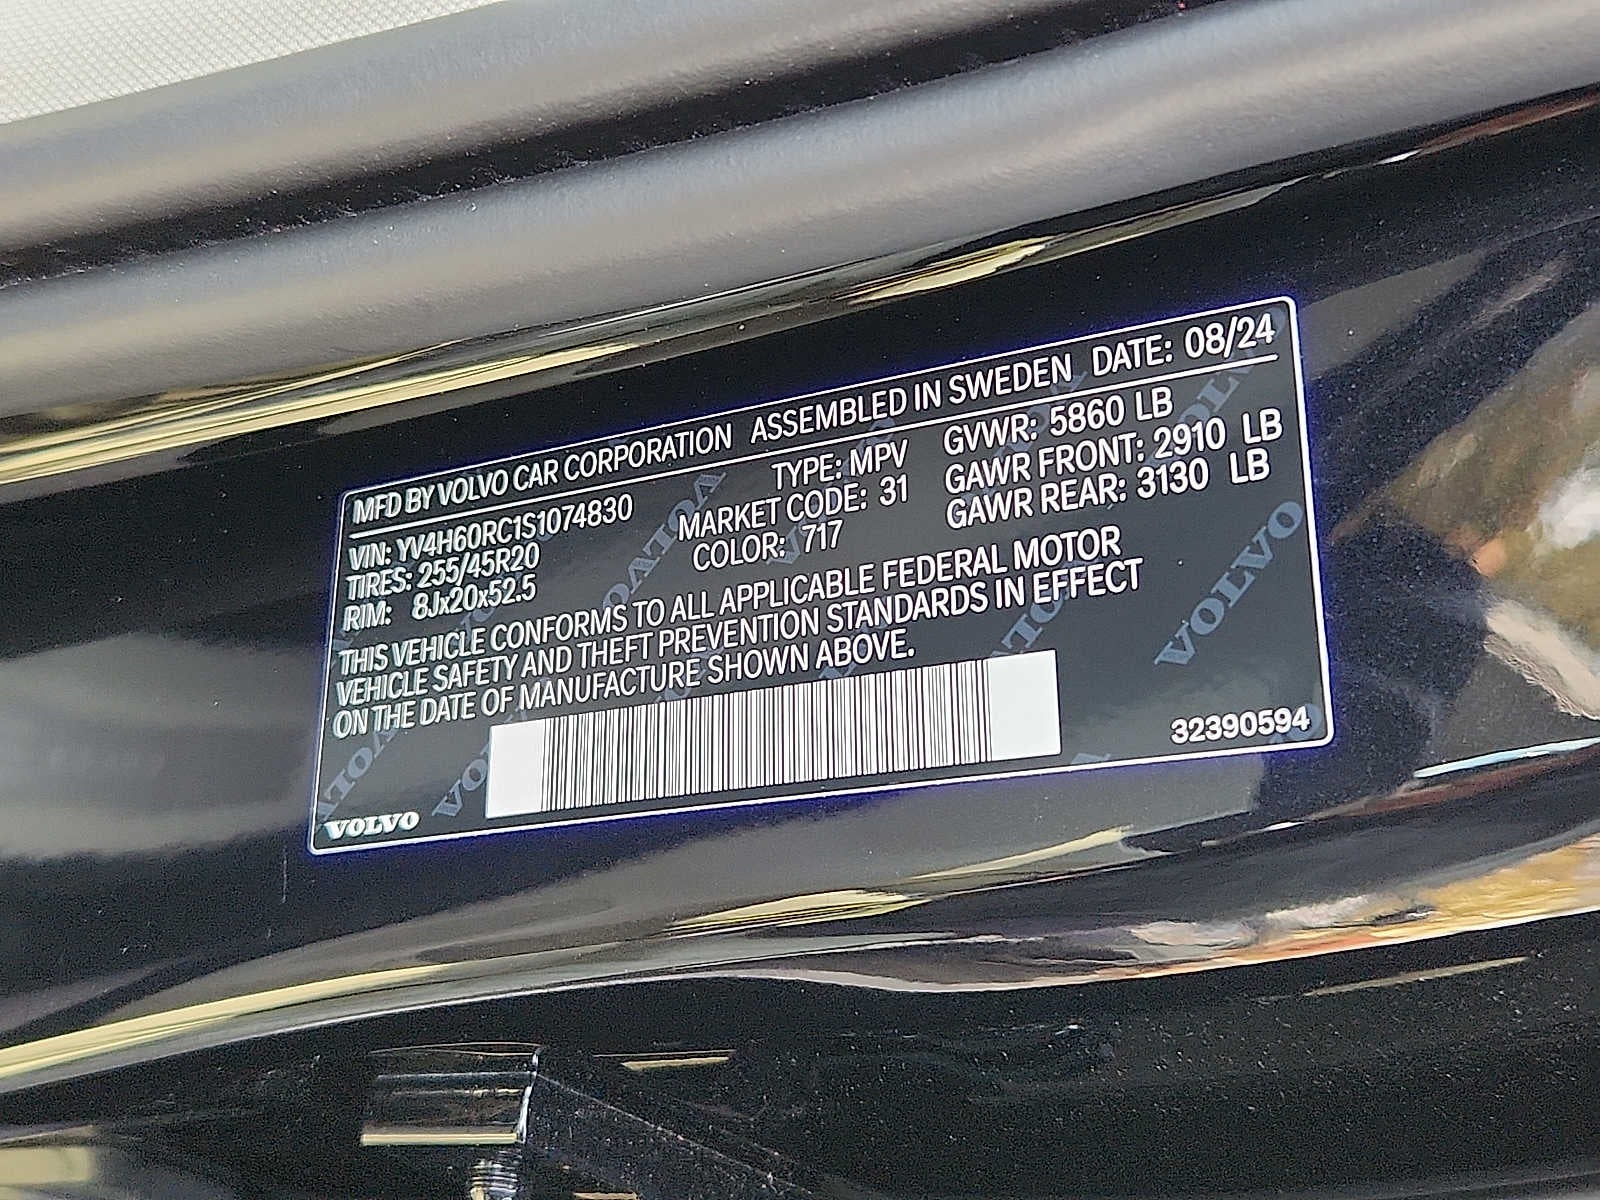 MFD BY VOLVO CAR CORPORATION ASSEMBLED IN SWEDEN DATE: 08/24
VIN: YV4H60RC1S1074830 TYPE: MPV GVWR: 5860 LB
TIRES: 255/45R20 MARKET CODE: 31 GAWR FRONT: 2910 LB
RIM: 8Jx20x52.5 COLOR: 717 GAWR REAR: 3130 LB
THIS VEHICLE CONFORMS TO ALL APPLICABLE FEDERAL MOTOR
VEHICLE SAFETY AND THEFT PREVENTION STANDARDS IN EFFECT
ON THE DATE OF MANUFACTURE SHOWN ABOVE.
VOLVO
32390594